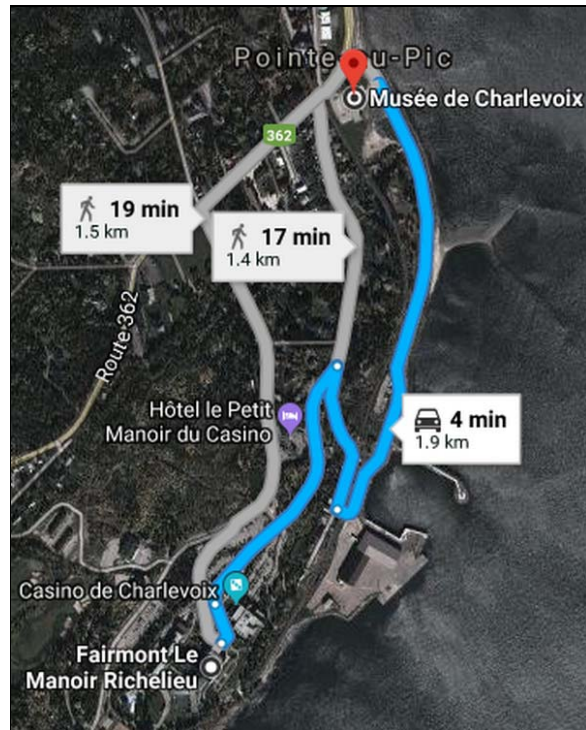 Pointe-au-Pic
Musée de Charlevoix
362
19 min
1.5 km
17 min
1.4 km
Route 362
Hôtel le Petit
Manoir du Casino
4 min
1.9 km
Casino de Charlevoix
Fairmont Le
Manoir Richelieu